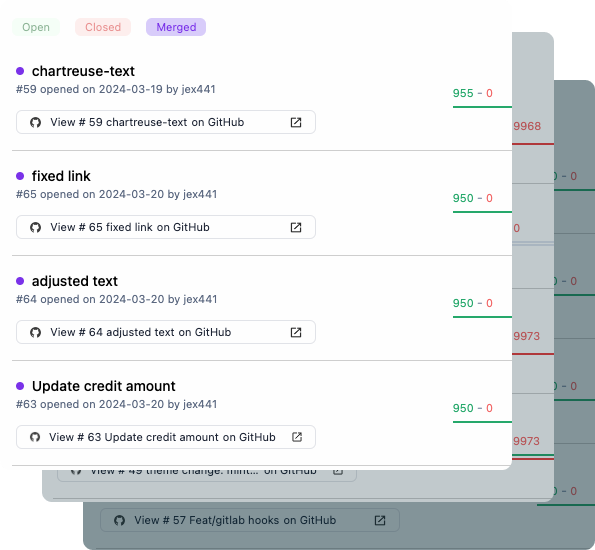 Open Closed Merged
chartreuse-text
#59 opened on 2024-03-19 by jex441
955 - 0
View # 59 chartreuse-text on GitHub
9968
fixed link
#65 opened on 2024-03-20 by jex441
950 - 0
View # 65 fixed link on GitHub
0
- 0
adjusted text
#64 opened on 2024-03-20 by jex441
950 - 0
View # 64 adjusted text on GitHub
9973
- 0
Update credit amount
#63 opened on 2024-03-20 by jex441
950 - 0
View # 63 Update credit amount on GitHub
9973
- 0
View # 49 theme change: mint... on GitHub
- 0
View # 57 Feat/gitlab hooks on GitHub